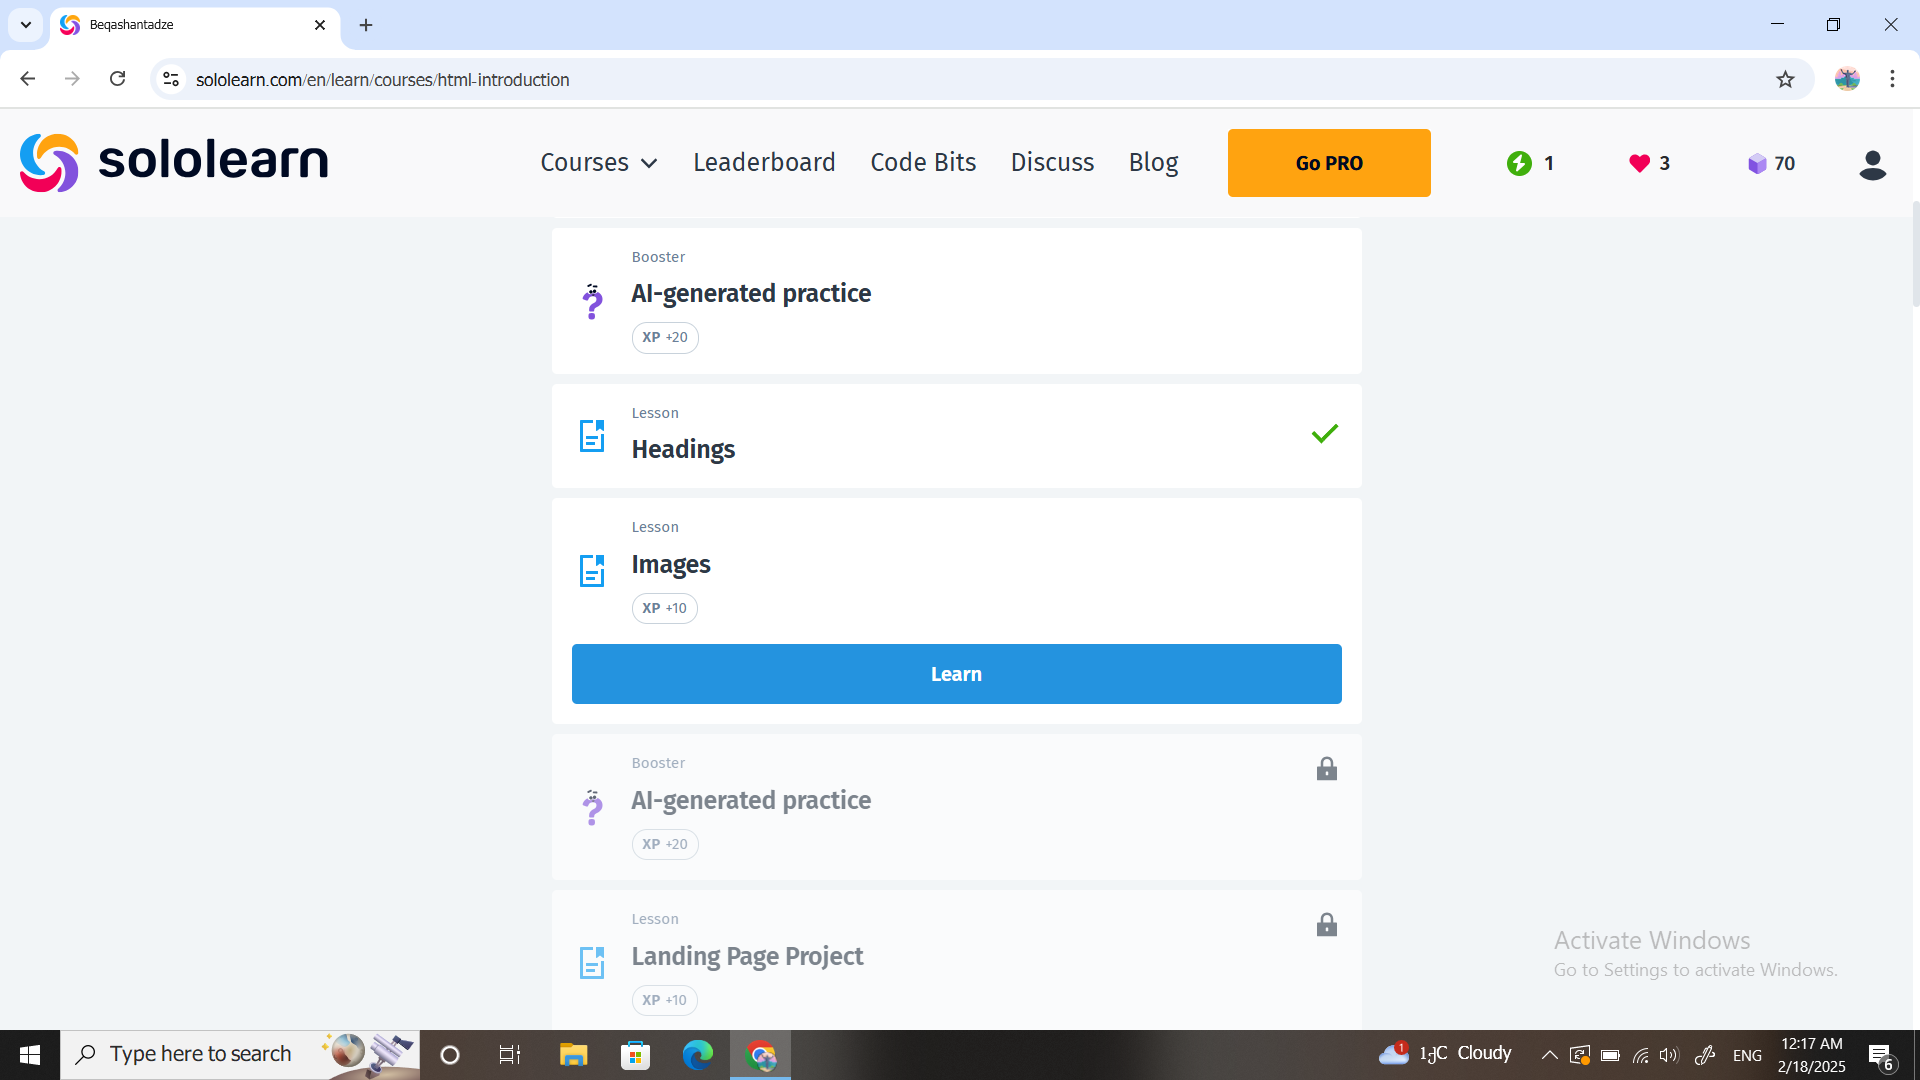 Beqashantadze
sololearn.com/en/learn/courses/html-introduction
sololearn
Courses
Leaderboard
Code Bits
Discuss
Blog
Go PRO
1
3
70
Booster
AI-generated practice
XP +20
Lesson
Headings
Lesson
Images
XP +10
Learn
Booster
AI-generated practice
XP +20
Lesson
Landing Page Project
XP +10
Activate Windows
Go to Settings to activate Windows.
Type here to search
1
Cloudy
ENG
12:17 AM
2/18/2025
6